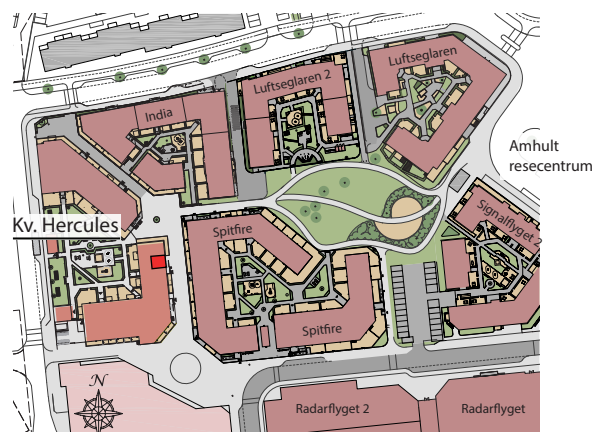 Luftseglaren
Luftseglaren 2
India
Amhult
resecentrum
Kv. Hercules
Spitfire
Signalflyget 2
Spitfire
N
Radarflyget 2
Radarflyget